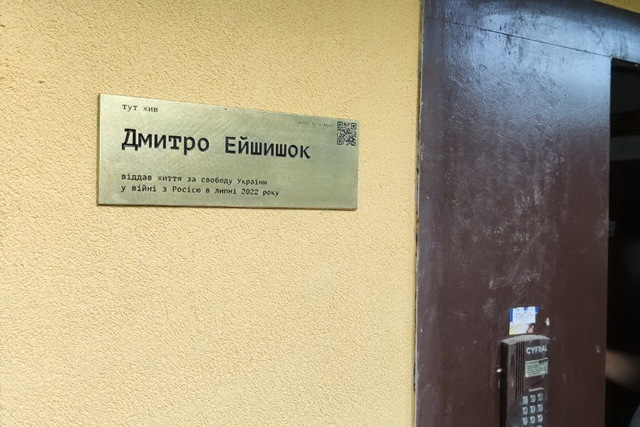 тут жив
Дмитро Ейшишок
віддав життя за свободу України
у війні з Росією в липні 2022 року
CYFRAL